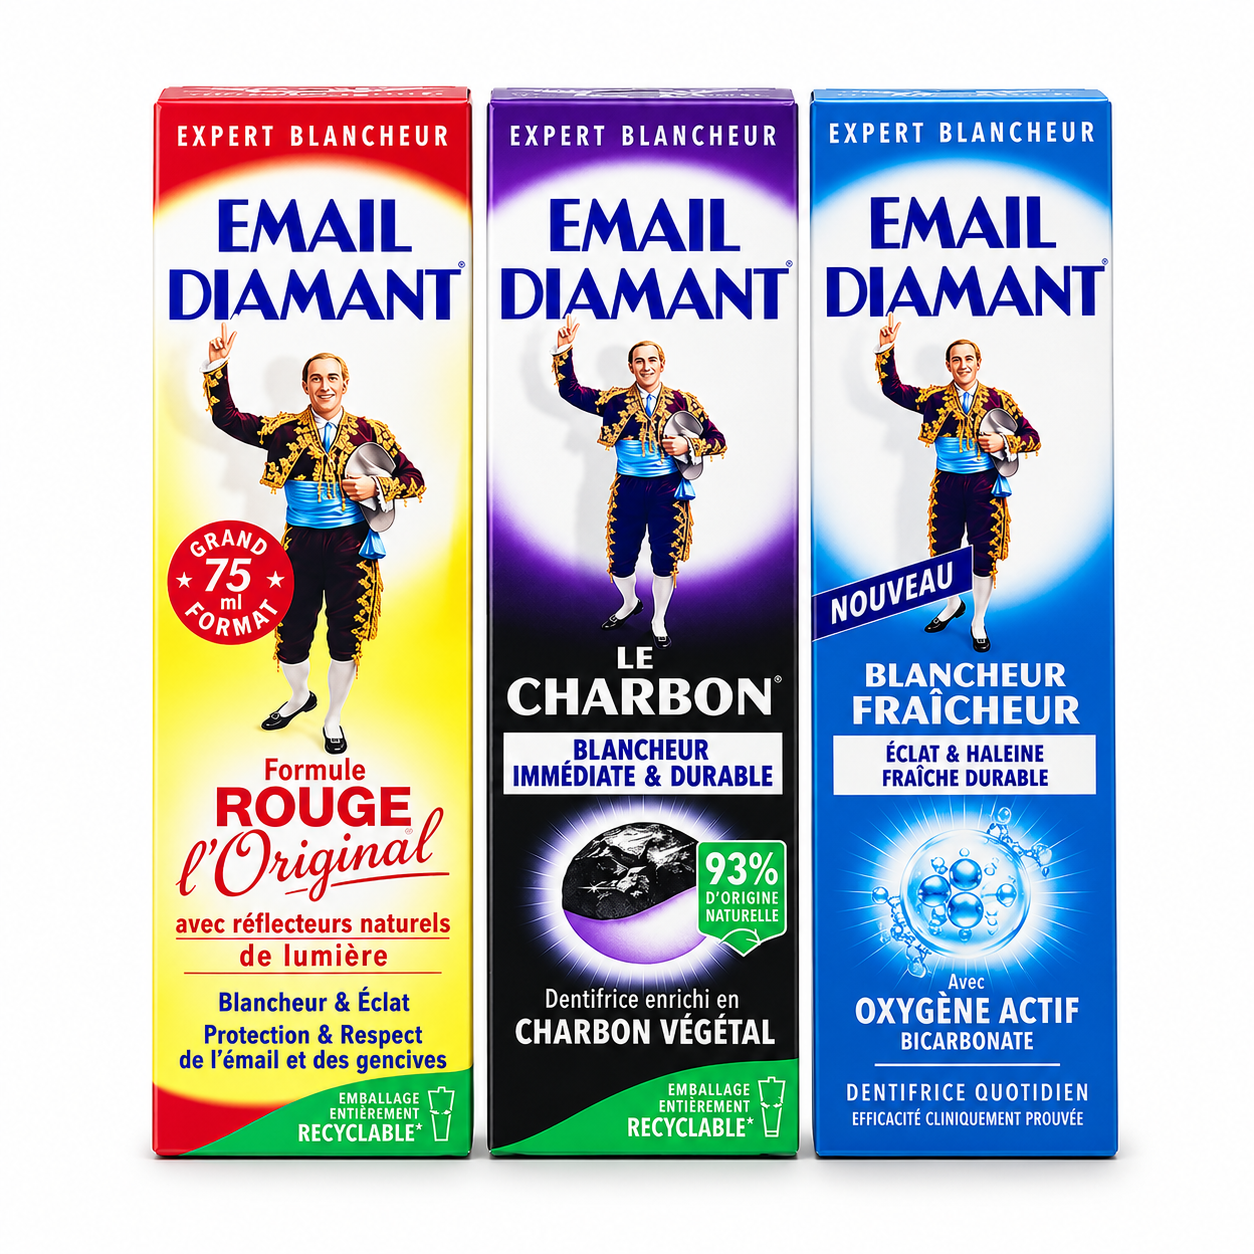 EXPERT BLANCHEUR
EMAIL
DIAMANT®
GRAND
75
ml
FORMAT
Formule
ROUGE
l'Original®
avec réflecteurs naturels
de lumière
Blancheur & Éclat
Protection & Respect
de l'émail et des gencives
EMBALLAGE
ENTIÈREMENT
RECYCLABLE*
EXPERT BLANCHEUR
EMAIL
DIAMANT®
LE
CHARBON®
BLANCHEUR
IMMÉDIATE & DURABLE
93%
D'ORIGINE
NATURELLE
Dentifrice enrichi en
CHARBON VÉGÉTAL
EMBALLAGE
ENTIÈREMENT
RECYCLABLE*
EXPERT BLANCHEUR
EMAIL
DIAMANT®
NOUVEAU
BLANCHEUR
FRAÎCHEUR
ÉCLAT & HALEINE
FRAÎCHE DURABLE
Avec
OXYGÈNE ACTIF
BICARBONATE
DENTIFRICE QUOTIDIEN
EFFICACITÉ CLINIQUEMENT PROUVÉE